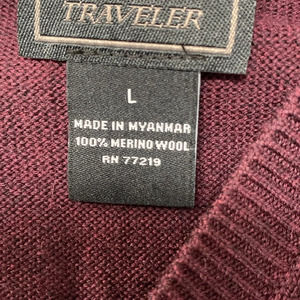 TRAVELER
L
MADE IN MYANMAR
100% MERINO WOOL
RN 77219